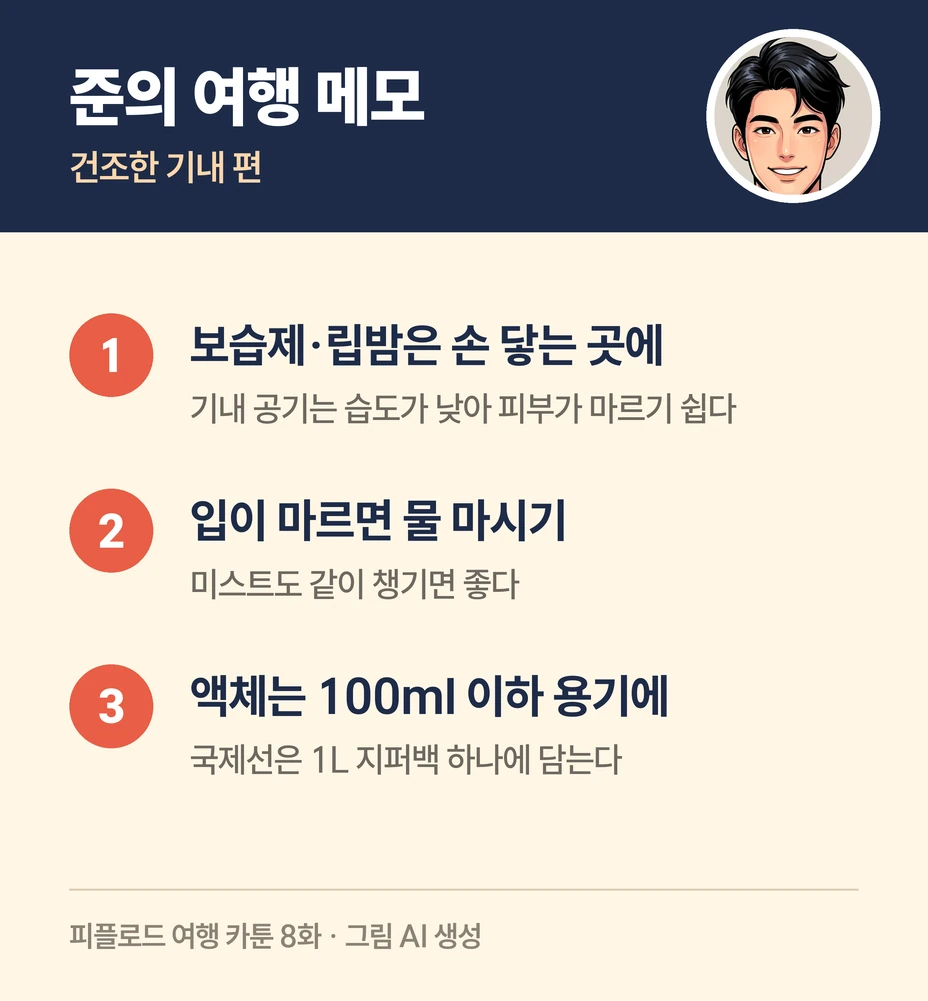 준의 여행 메모
건조한 기내 편
1
보습제·립밤은 손 닿는 곳에
기내 공기는 습도가 낮아 피부가 마르기 쉽다
2
입이 마르면 물 마시기
미스트도 같이 챙기면 좋다
3
액체는 100ml 이하 용기에
국제선은 1L 지퍼백 하나에 담는다
피플로드 여행 카툰 8화 · 그림 AI 생성